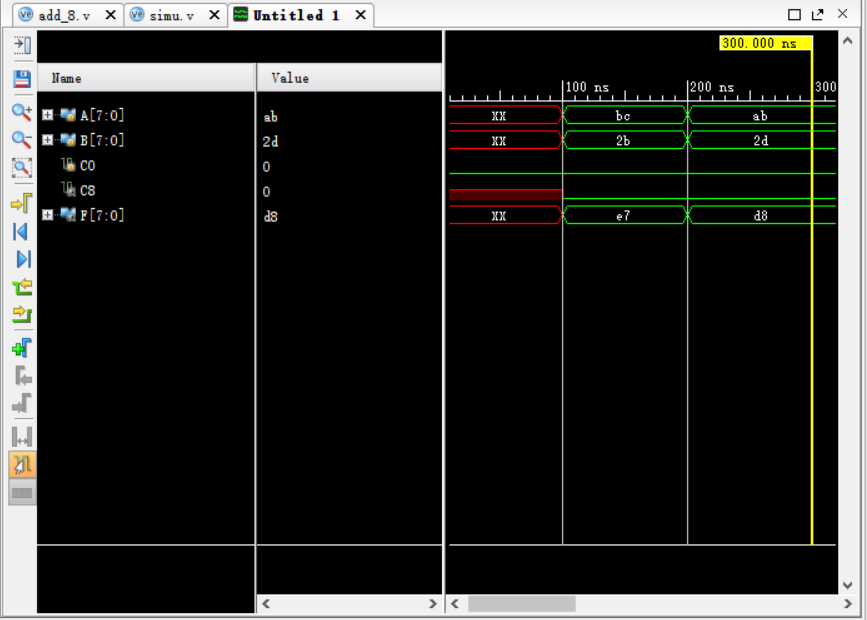 add_8.v
simu.v
Untitled 1
300.000 ns
Name
Value
100 ns
200 ns
300
A[7:0]
ab
XX
bc
ab
B[7:0]
2d
XX
2b
2d
C0
0
C8
0
F[7:0]
d8
XX
e7
d8